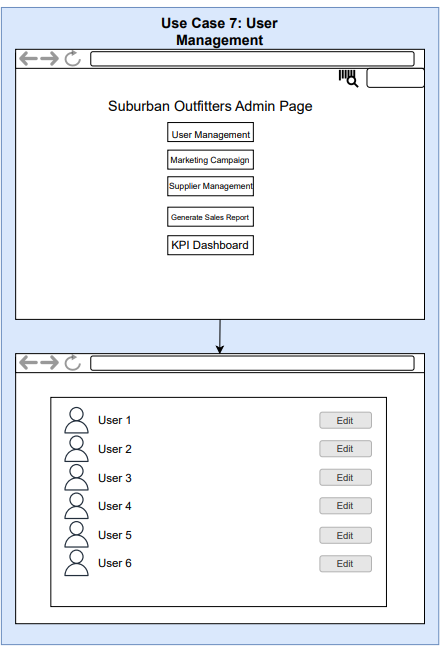 Use Case 7: User
Management
Suburban Outfitters Admin Page
User Management
Marketing Campaign
Supplier Management
Generate Sales Report
KPI Dashboard
User 1 Edit
User 2 Edit
User 3 Edit
User 4 Edit
User 5 Edit
User 6 Edit